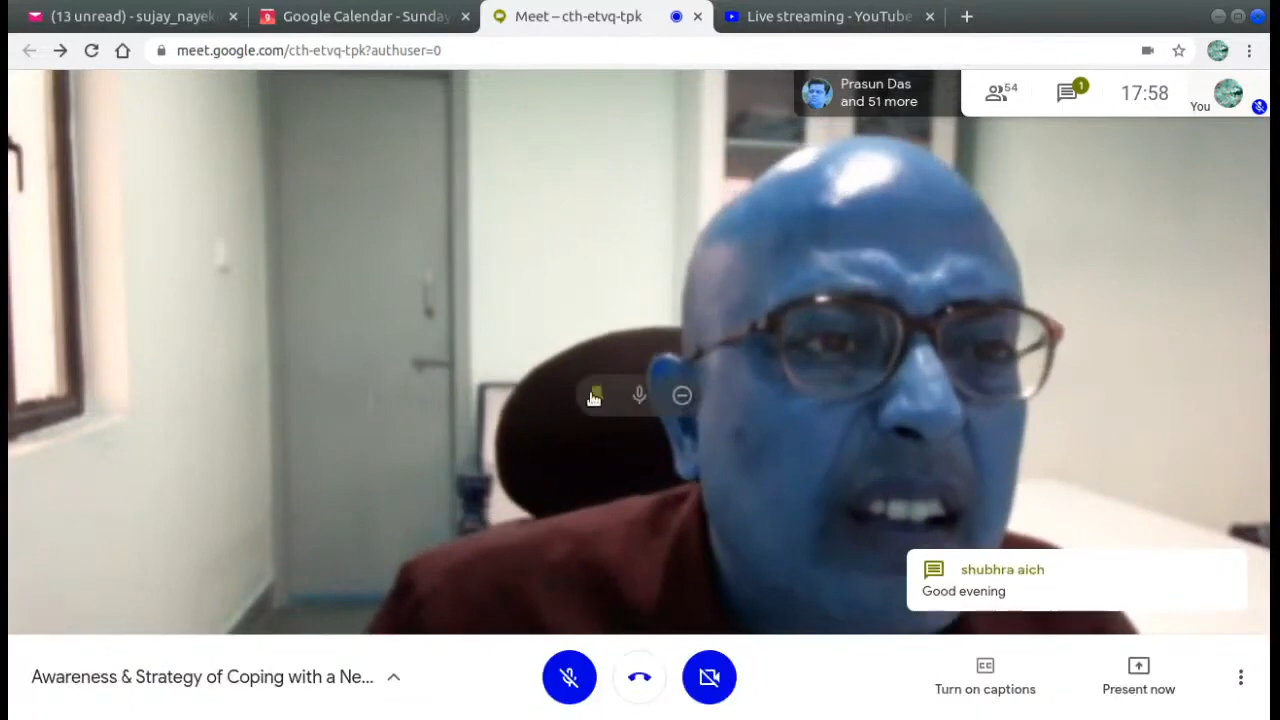 (13 unread) - sujay_nayek
Google Calendar - Sunday
Meet – cth-etvq-tpk
Live streaming - YouTube
meet.google.com/cth-etvq-tpk?authuser=0
Prasun Das
and 51 more
54
1
17:58
You
shubhra aich
Good evening
Awareness & Strategy of Coping with a Ne...
Turn on captions
Present now